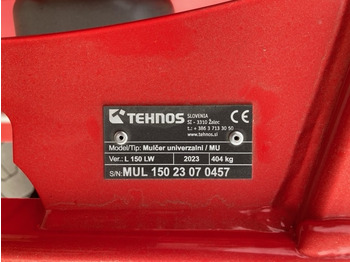 TEHNOS
SLOVENIA
SI - 3310 Žalec
t.: + 386 3 713 30 50
www.tehnos.si
CE
Model/Tip: Mulčer univerzalni / MU
Ver.: L 150 LW 2023 404 kg
S/N: MUL 150 23 07 0457